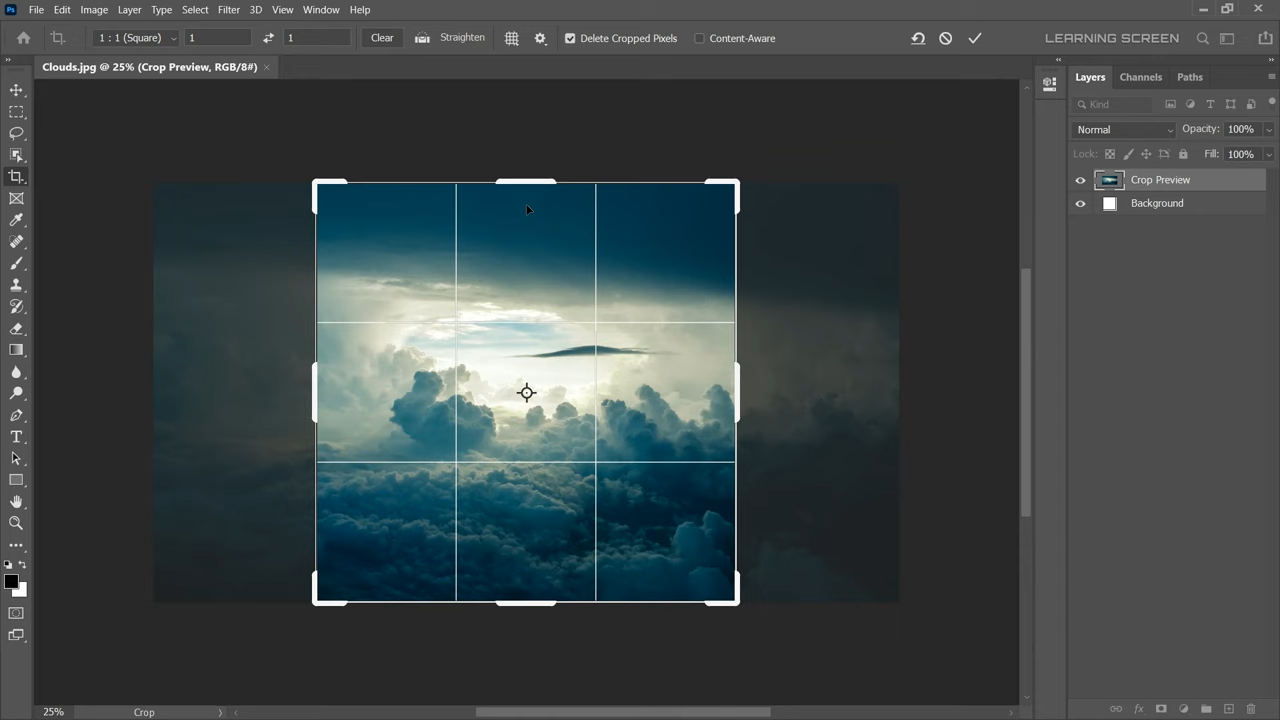 Ps File Edit Image Layer Type Select Filter 3D View Window Help
1 : 1 (Square) 1 1 Clear Straighten Delete Cropped Pixels Content-Aware LEARNING SCREEN
Clouds.jpg @ 25% (Crop Preview, RGB/8#) ×
Layers Channels Paths
Kind
Normal Opacity: 100%
Lock: Fill: 100%
Crop Preview
Background
25% Crop